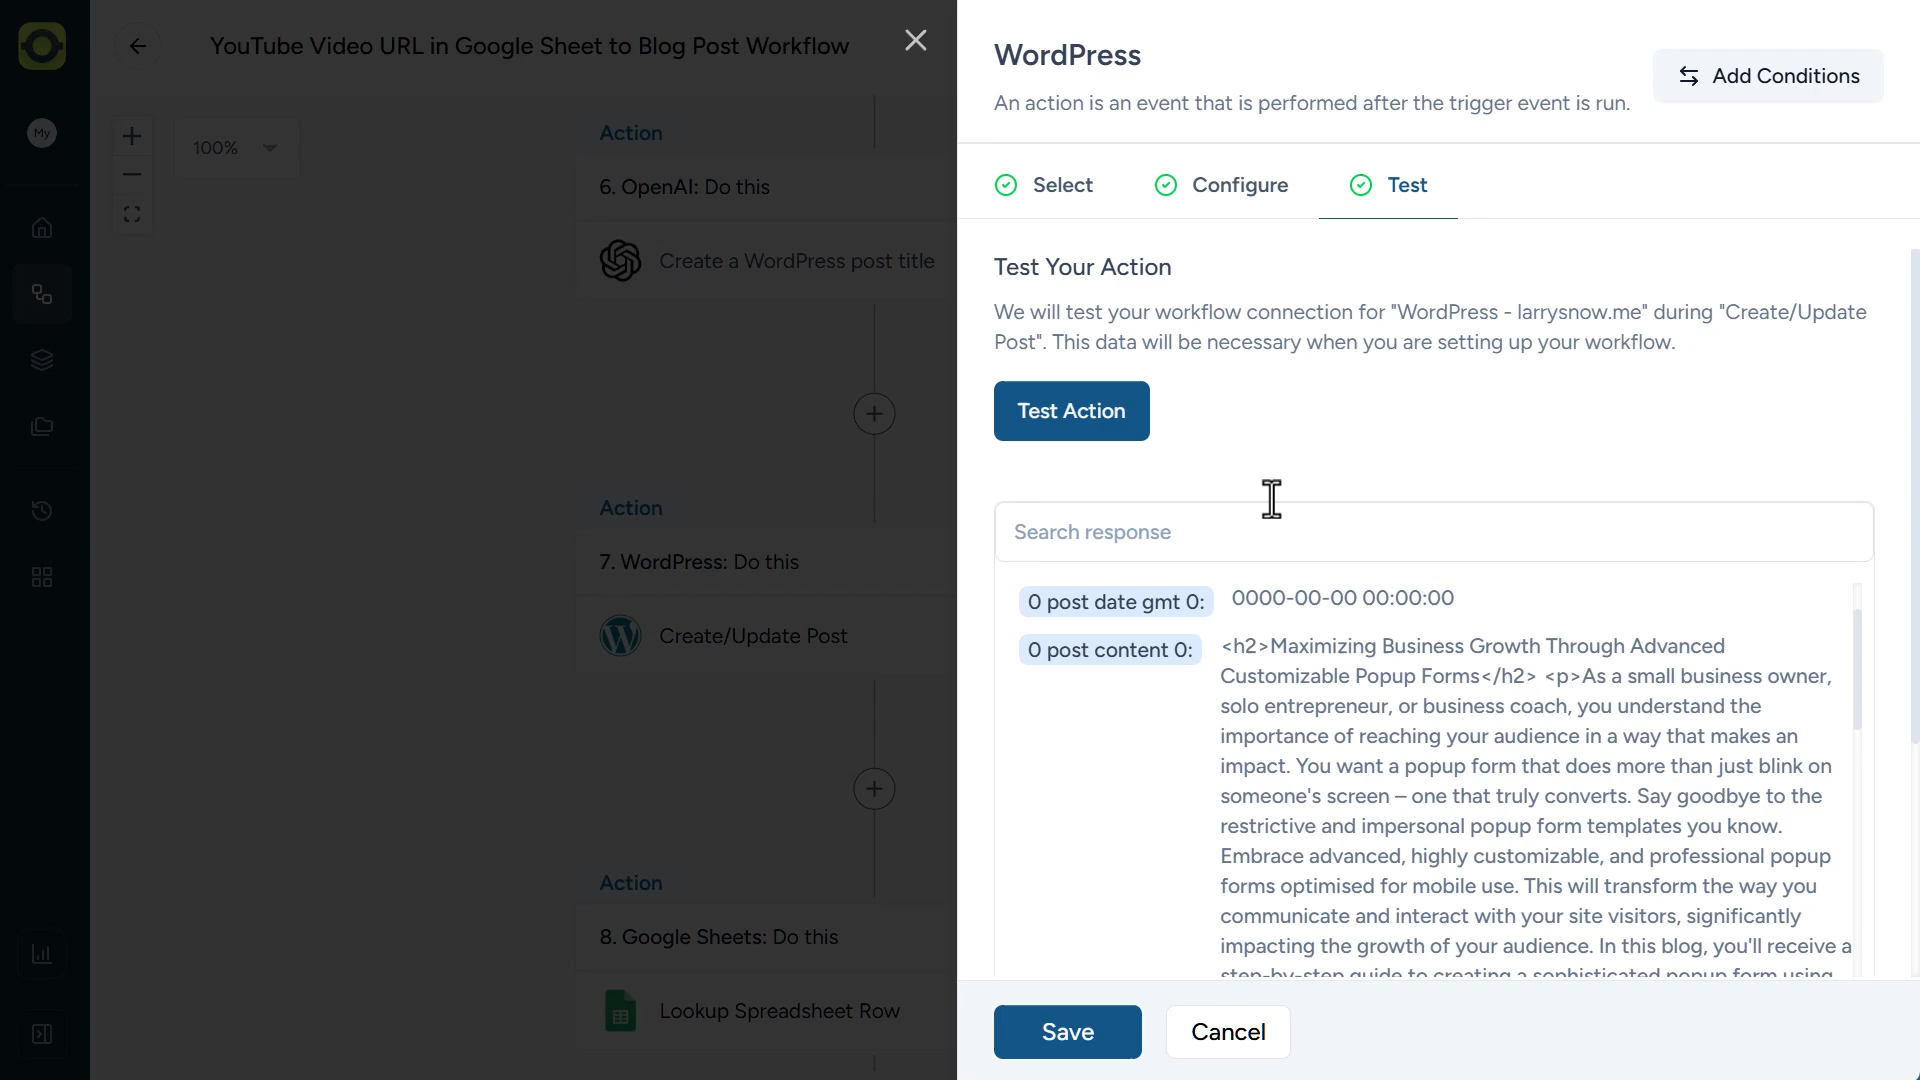 YouTube Video URL in Google Sheet to Blog Post Workflow
My
100%
Action
6. OpenAI: Do this
Create a WordPress post title
Action
7. WordPress: Do this
Create/Update Post
Action
8. Google Sheets: Do this
Lookup Spreadsheet Row
WordPress
An action is an event that is performed after the trigger event is run.
Add Conditions
Select
Configure
Test
Test Your Action
We will test your workflow connection for "WordPress - larrysnow.me" during "Create/Update
Post". This data will be necessary when you are setting up your workflow.
Test Action
Search response
0 post date gmt 0: 0000-00-00 00:00:00
0 post content 0: <h2>Maximizing Business Growth Through Advanced
Customizable Popup Forms</h2> <p>As a small business owner,
solo entrepreneur, or business coach, you understand the
importance of reaching your audience in a way that makes an
impact. You want a popup form that does more than just blink on
someone's screen – one that truly converts. Say goodbye to the
restrictive and impersonal popup form templates you know.
Embrace advanced, highly customizable, and professional popup
forms optimised for mobile use. This will transform the way you
communicate and interact with your site visitors, significantly
impacting the growth of your audience. In this blog, you'll receive a
step-by-step guide to creating a sophisticated popup form using
Save
Cancel